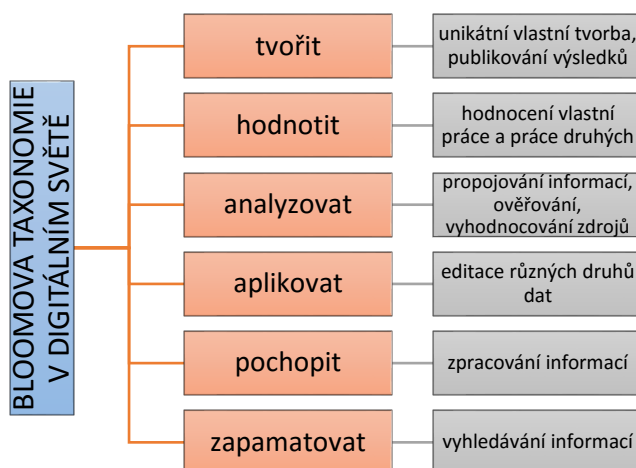 BLOOMOVA TAXONOMIE
V DIGITÁLNÍM SVĚTĚ
tvořit
unikátní vlastní tvorba,
publikování výsledků
hodnotit
hodnocení vlastní
práce a práce druhých
analyzovat
propojování informací,
ověřování,
vyhodnocování zdrojů
aplikovat
editace různých druhů
dat
pochopit
zpracování informací
zapamatovat
vyhledávání informací